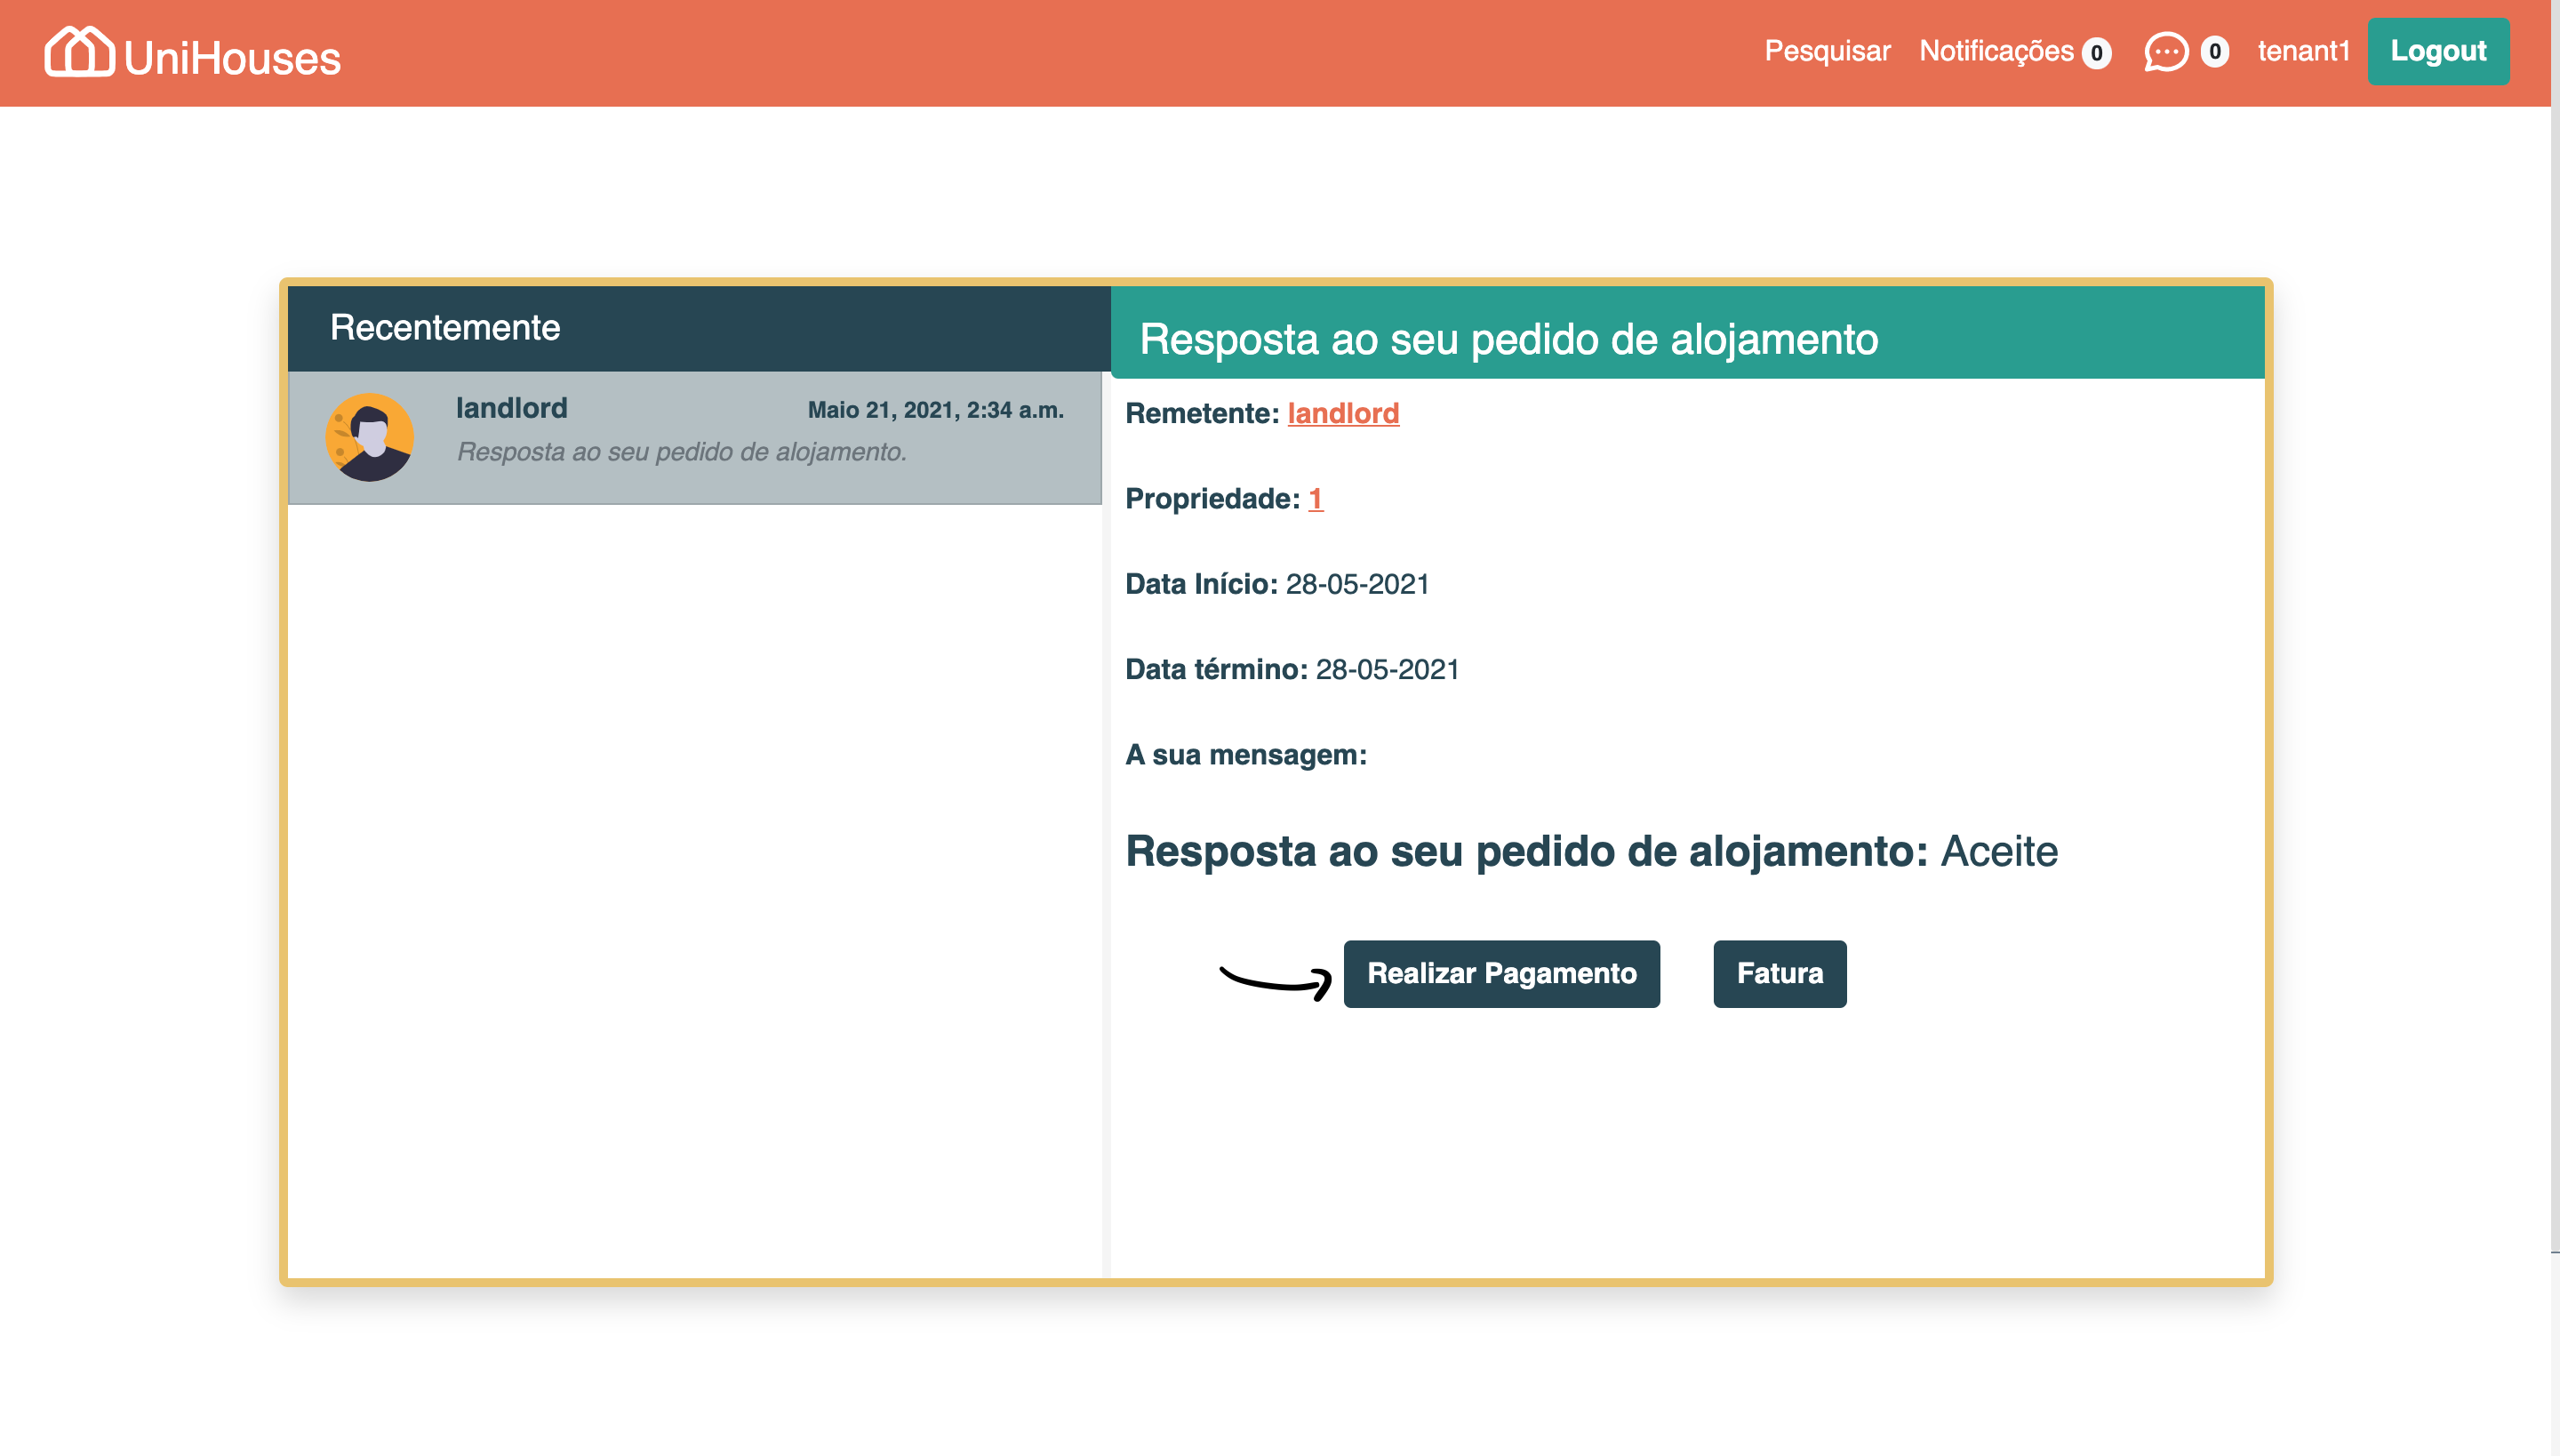 UniHouses
Pesquisar Notificações 0 0 tenant1 Logout
Recentemente
landlord Maio 21, 2021, 2:34 a.m.
Resposta ao seu pedido de alojamento.
Resposta ao seu pedido de alojamento
Remetente: landlord
Propriedade: 1
Data Início: 28-05-2021
Data término: 28-05-2021
A sua mensagem:
Resposta ao seu pedido de alojamento: Aceite
Realizar Pagamento Fatura